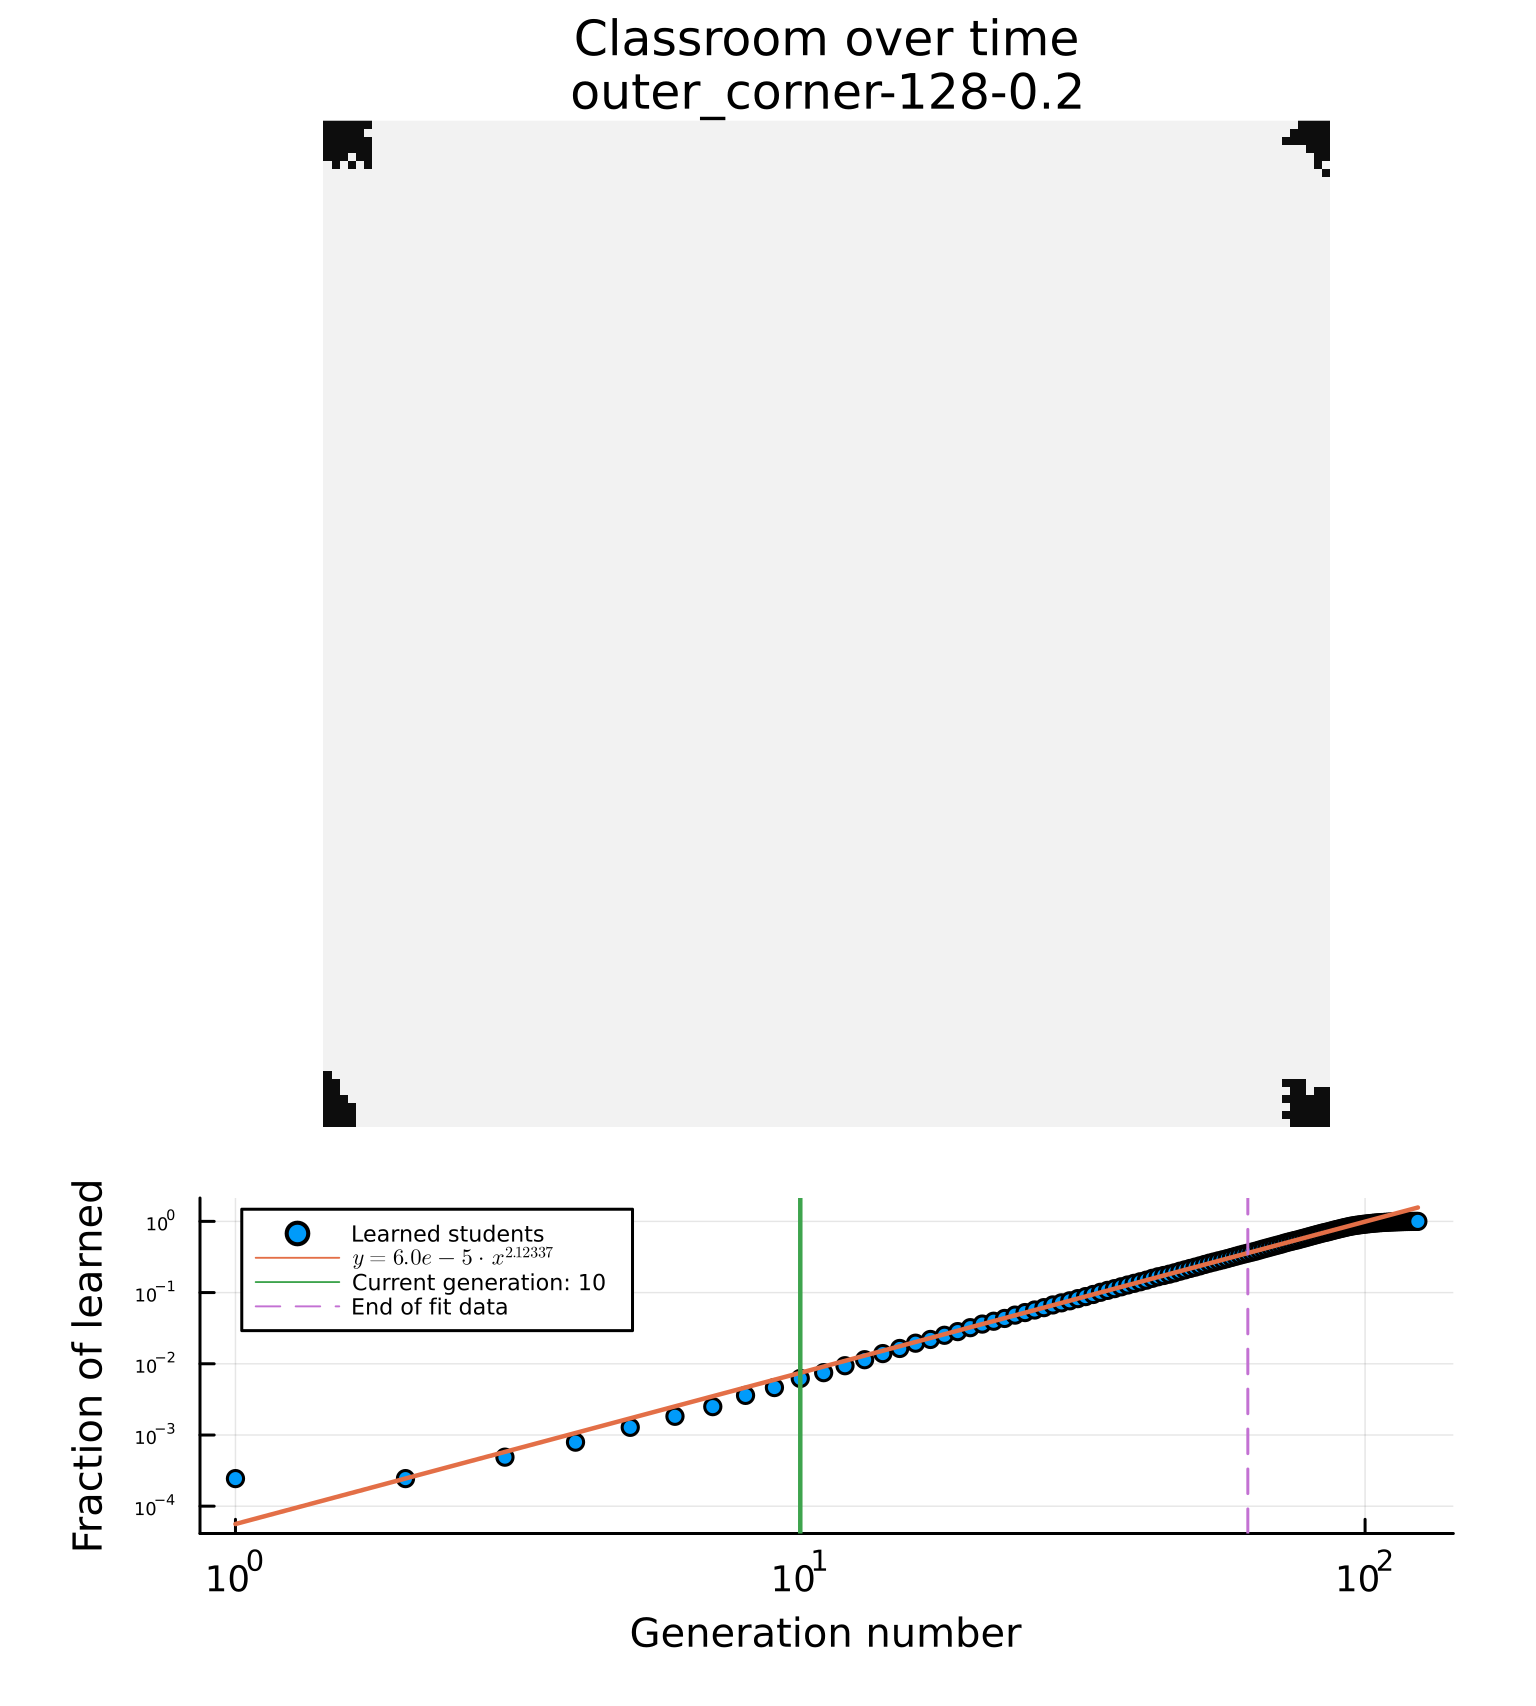 Classroom over time
outer_corner-128-0.2
Fraction of learned
10⁰
10⁻¹
10⁻²
10⁻³
10⁻⁴
Learned students
y = 6.0e − 5 · x^2.12337
Current generation: 10
End of fit data
10⁰ 10¹ 10²
Generation number